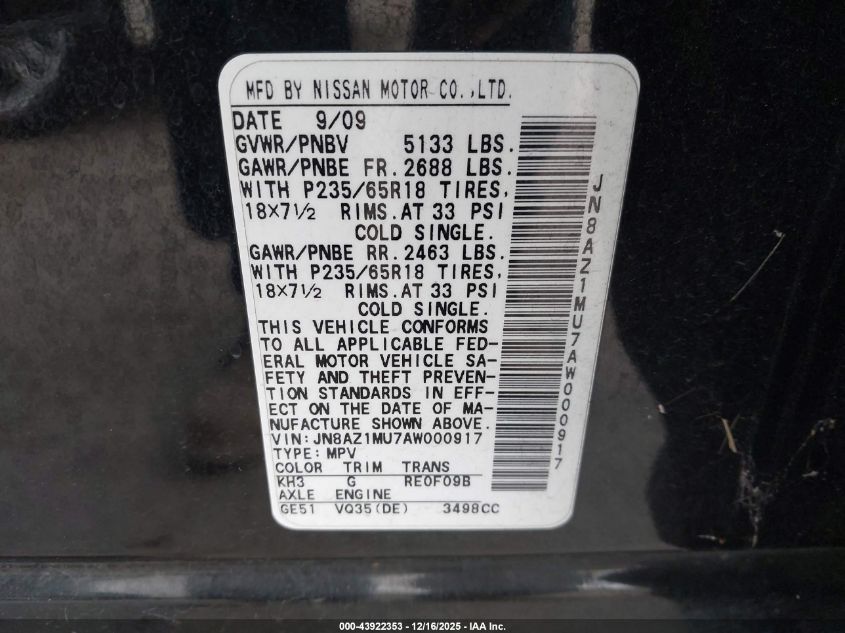 MFD BY NISSAN MOTOR CO.,LTD.
DATE 9/09
GVWR/PNBV 5133 LBS.
GAWR/PNBE FR.2688 LBS.
WITH P235/65R18 TIRES,
18×7½ RIMS.AT 33 PSI
COLD SINGLE.
GAWR/PNBE RR.2463 LBS.
WITH P235/65R18 TIRES,
18×7½ RIMS.AT 33 PSI
COLD SINGLE.
THIS VEHICLE CONFORMS
TO ALL APPLICABLE FED-
ERAL MOTOR VEHICLE SA-
FETY AND THEFT PREVEN-
TION STANDARDS IN EFF-
ECT ON THE DATE OF MA-
NUFACTURE SHOWN ABOVE.
VIN:JN8AZ1MU7AW000917
TYPE:MPV
COLOR TRIM TRANS
KH3 G RE0F09B
AXLE ENGINE
GE51 VQ35(DE) 3498CC
JN8AZ1MU7AW000917
000-43922353 - 12/16/2025 - IAA Inc.